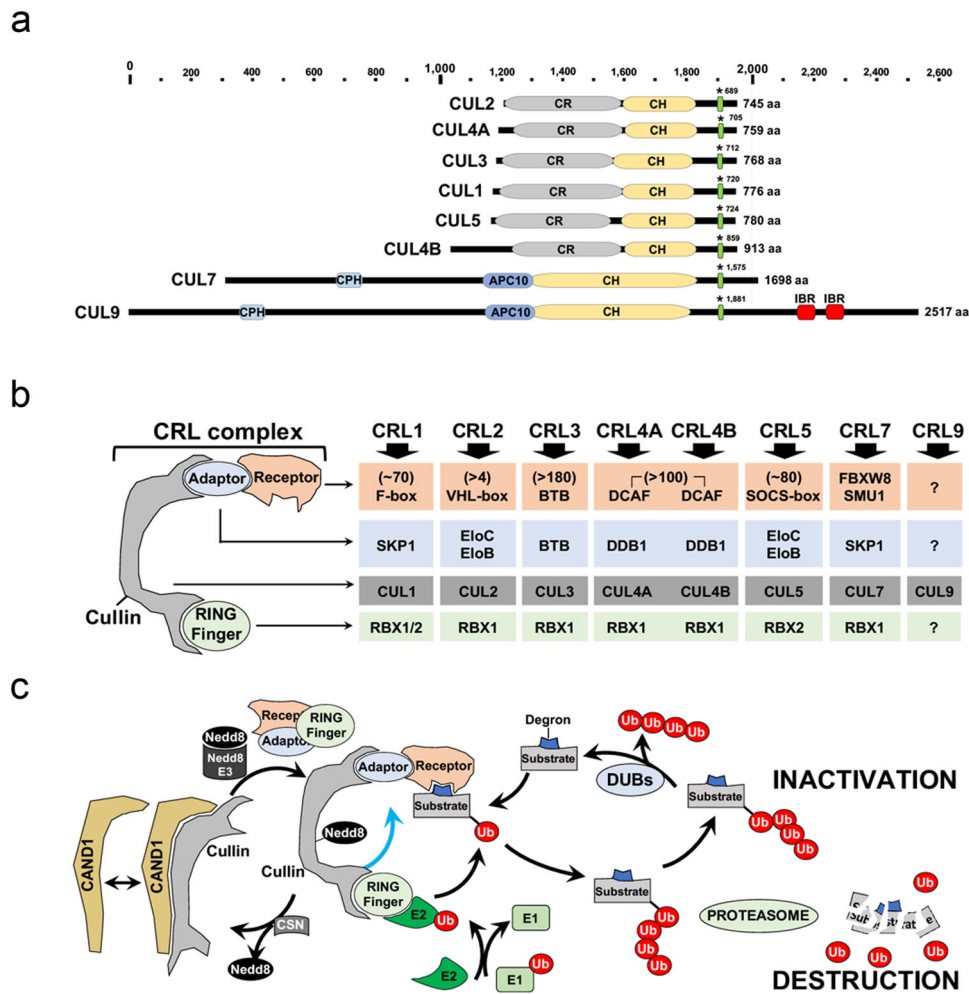 a
0 200 400 600 800 1,000 1,200 1,400 1,600 1,800 2,000 2,200 2,400 2,600
CUL2 CR CH * 689 745 aa
CUL4A CR CH * 705 759 aa
CUL3 CR CH * 712 768 aa
CUL1 CR CH * 720 776 aa
CUL5 CR CH * 724 780 aa
CUL4B CR CH * 859 913 aa
CUL7 CPH APC10 CH * 1,575 1698 aa
IBR IBR
CUL9 CPH APC10 CH * 1,881 2517 aa
b
CRL complex
CRL1 CRL2 CRL3 CRL4A CRL4B CRL5 CRL7 CRL9
Adaptor Receptor
(~70) (>4) (>180) (>100) (~80) FBXW8 ?
F-box VHL-box BTB DCAF DCAF SOCS-box SMU1
SKP1 EloC BTB DDB1 DDB1 EloC SKP1 ?
EloB EloB
Cullin
CUL1 CUL2 CUL3 CUL4A CUL4B CUL5 CUL7 CUL9
RING
Finger
RBX1/2 RBX1 RBX1 RBX1 RBX1 RBX2 RBX1 ?
c
Nedd8
Nedd8
E3
Recept
Adaptor
RING
Finger
CAND1
CAND1
Cullin
Adaptor Receptor
Substrate
Ub
Nedd8
Cullin
RING
Finger
E2 Ub
CSN
Nedd8
E2
E1
E1 Ub
Degron
Substrate
Ub Ub Ub Ub
DUBs
Substrate
Ub Ub Ub Ub
INACTIVATION
Substrate
Ub
Ub
Ub
Ub
PROTEASOME
Ub
Ub Ub Ub
DESTRUCTION